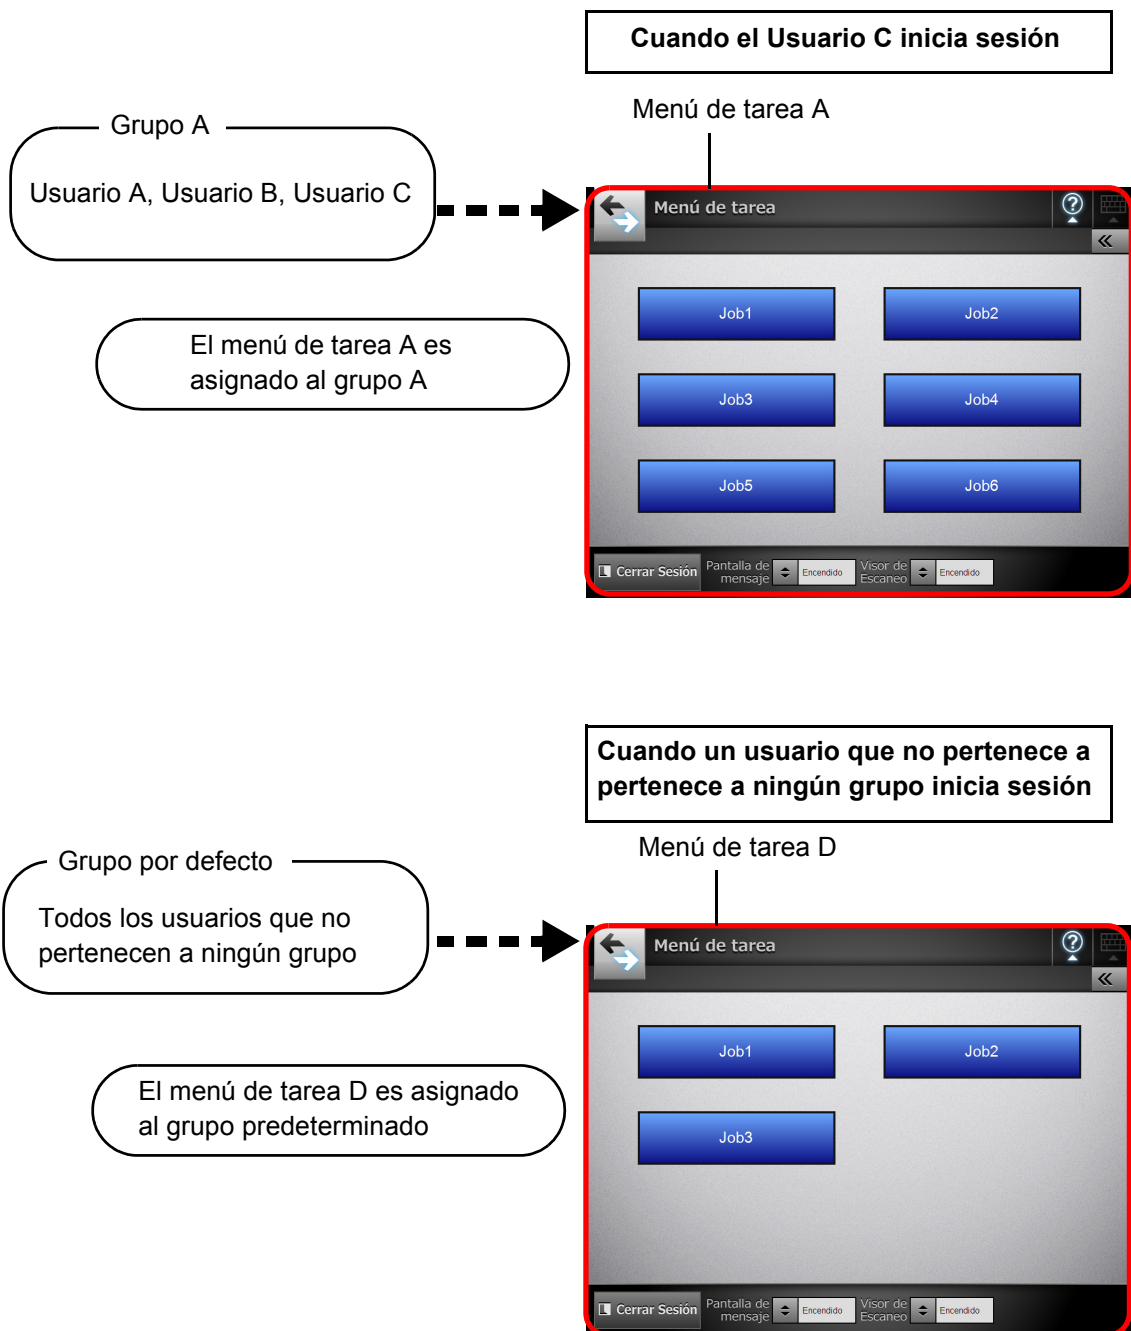 Cuando el Usuario C inicia sesión
Menú de tarea A
Grupo A
Usuario A, Usuario B, Usuario C
El menú de tarea A es
asignado al grupo A
Menú de tarea
?
Job1
Job2
Job3
Job4
Job5
Job6
Cerrar Sesión
Pantalla de
mensaje
Encendido
Visor de
Escaneo
Encendido
Cuando un usuario que no pertenece a
pertenece a ningún grupo inicia sesión
Menú de tarea D
Grupo por defecto
Todos los usuarios que no
pertenecen a ningún grupo
El menú de tarea D es asignado
al grupo predeterminado
Menú de tarea
?
Job1
Job2
Job3
Cerrar Sesión
Pantalla de
mensaje
Encendido
Visor de
Escaneo
Encendido